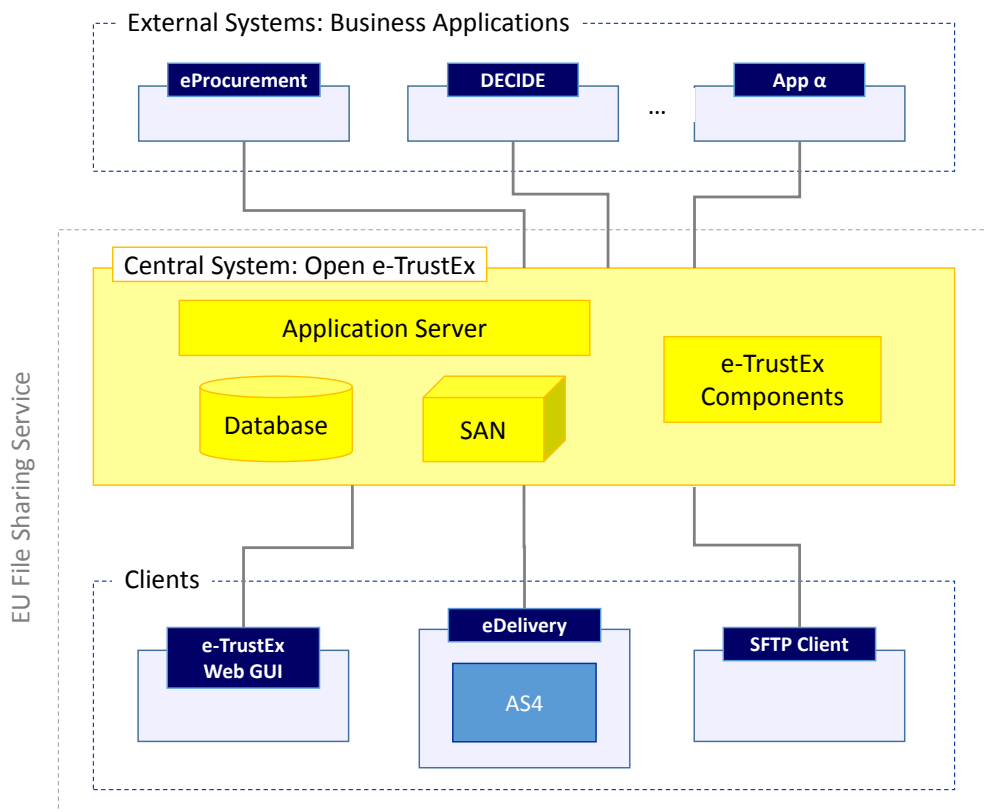 External Systems: Business Applications
eProcurement
DECIDE
...
App α
EU File Sharing Service
Central System: Open e-TrustEx
Application Server
Database
SAN
e-TrustEx
Components
Clients
e-TrustEx
Web GUI
eDelivery
AS4
SFTP Client